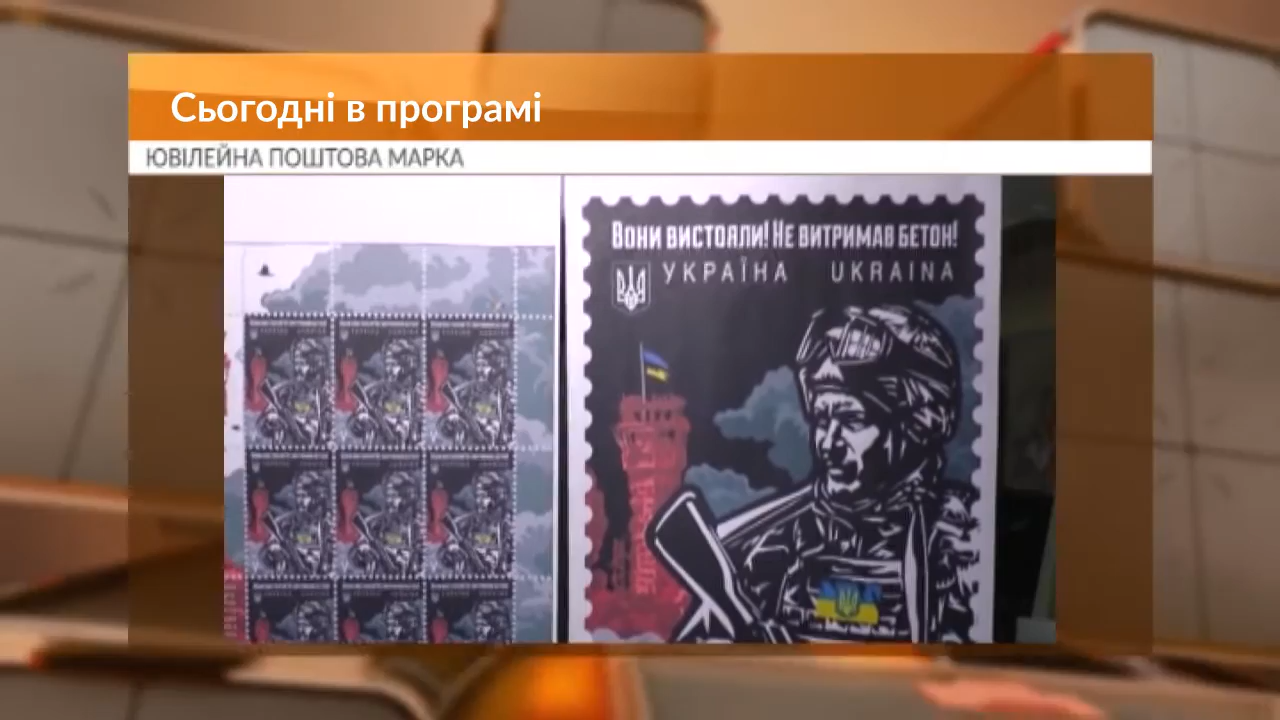 Сьогодні в програмі
ЮВІЛЕЙНА ПОШТОВА МАРКА
Вони вистояли! Не витримав бетон!
УКРАЇНА UKRAINA